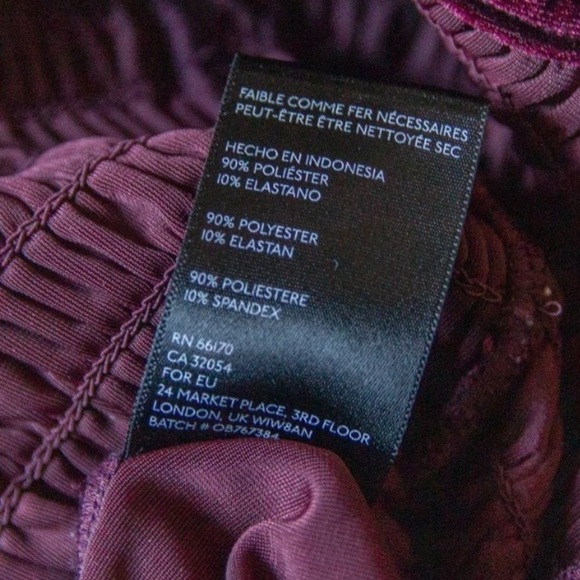 FAIBLE COMME FER NÉCESSAIRES
PEUT-ÊTRE ÊTRE NETTOYÉE SEC
HECHO EN INDONESIA
90% POLIÉSTER
10% ELASTANO
90% POLYESTER
10% ELASTAN
90% POLIESTERE
10% SPANDEX
RN 66170
CA 32054
FOR EU
24 MARKET PLACE, 3RD FLOOR
LONDON, UK W1W8AN
BATCH # OB767384